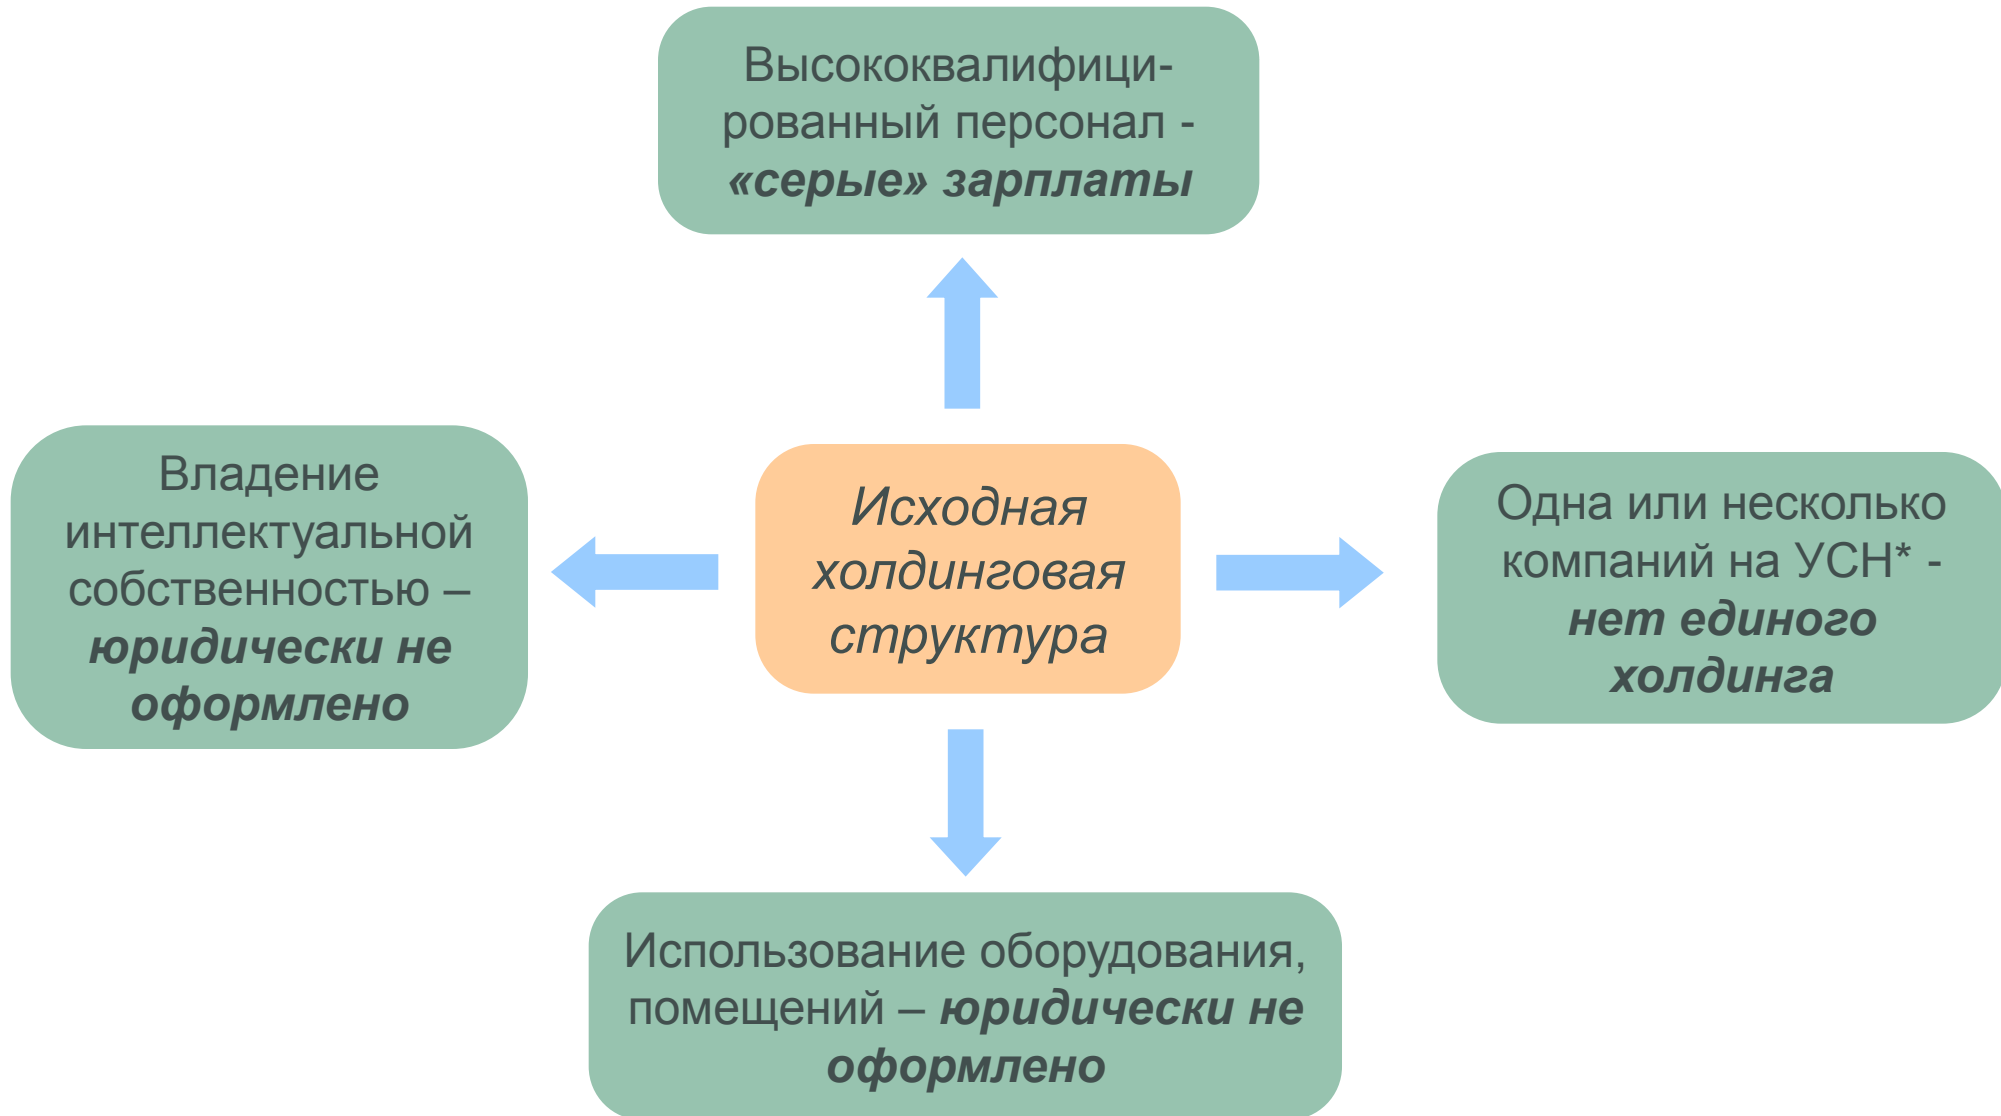 Высококвалифици-
рованный персонал -
«серые» зарплаты
Владение
интеллектуальной
собственностью –
юридически не
оформлено
Исходная
холдинговая
структура
Одна или несколько
компаний на УСН* -
нет единого
холдинга
Использование оборудования,
помещений – юридически не
оформлено